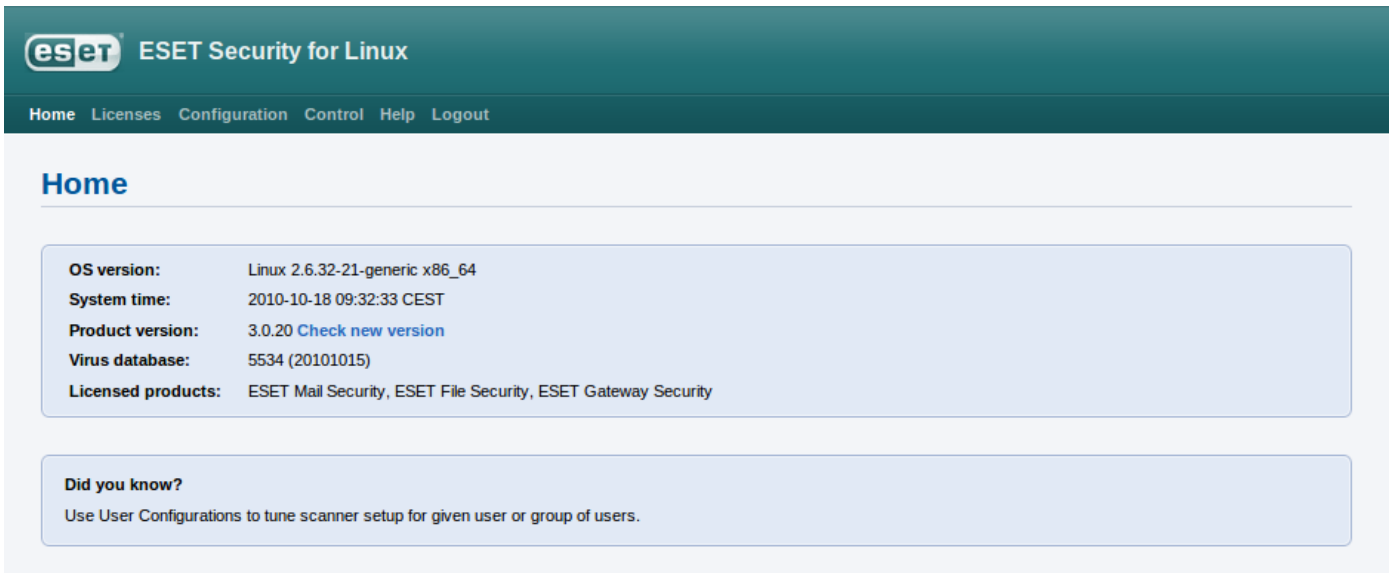 eset ESET Security for Linux
Home Licenses Configuration Control Help Logout
Home
OS version: Linux 2.6.32-21-generic x86_64
System time: 2010-10-18 09:32:33 CEST
Product version: 3.0.20 Check new version
Virus database: 5534 (20101015)
Licensed products: ESET Mail Security, ESET File Security, ESET Gateway Security
Did you know?
Use User Configurations to tune scanner setup for given user or group of users.